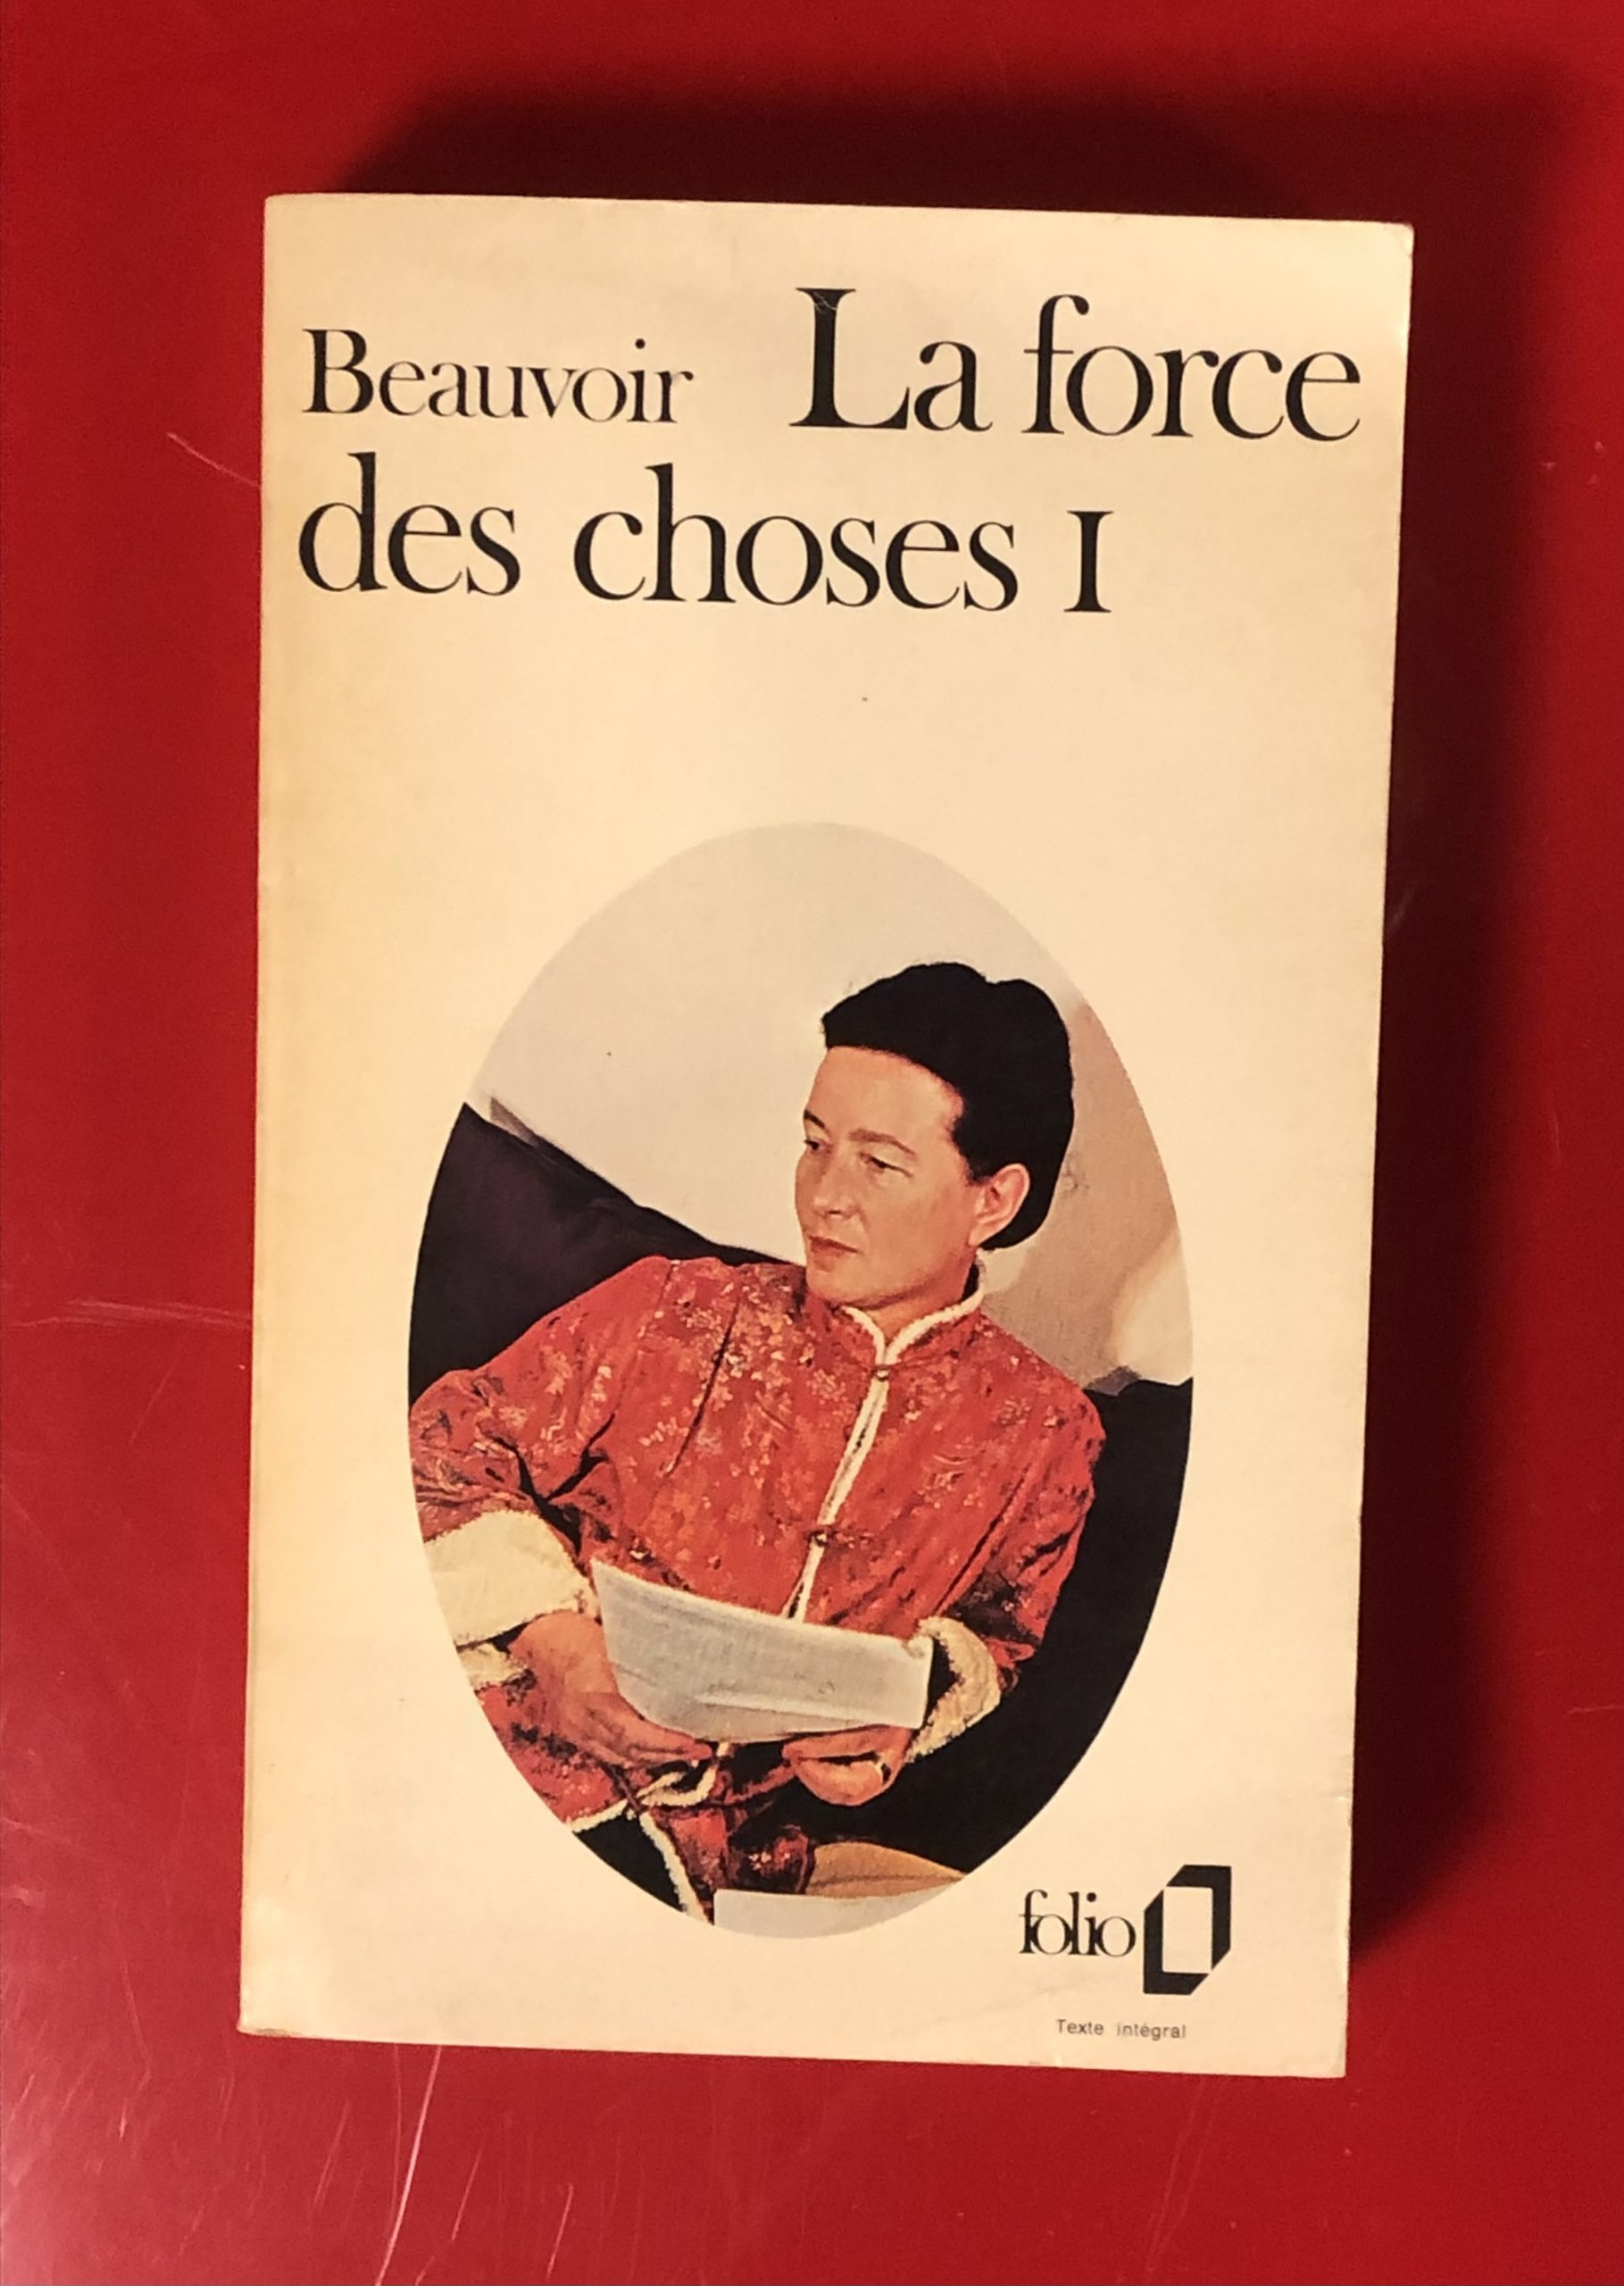 Beauvoir La force
des choses I
folio
Texte intégral